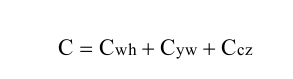 C = Cwh + Cyw + Ccz